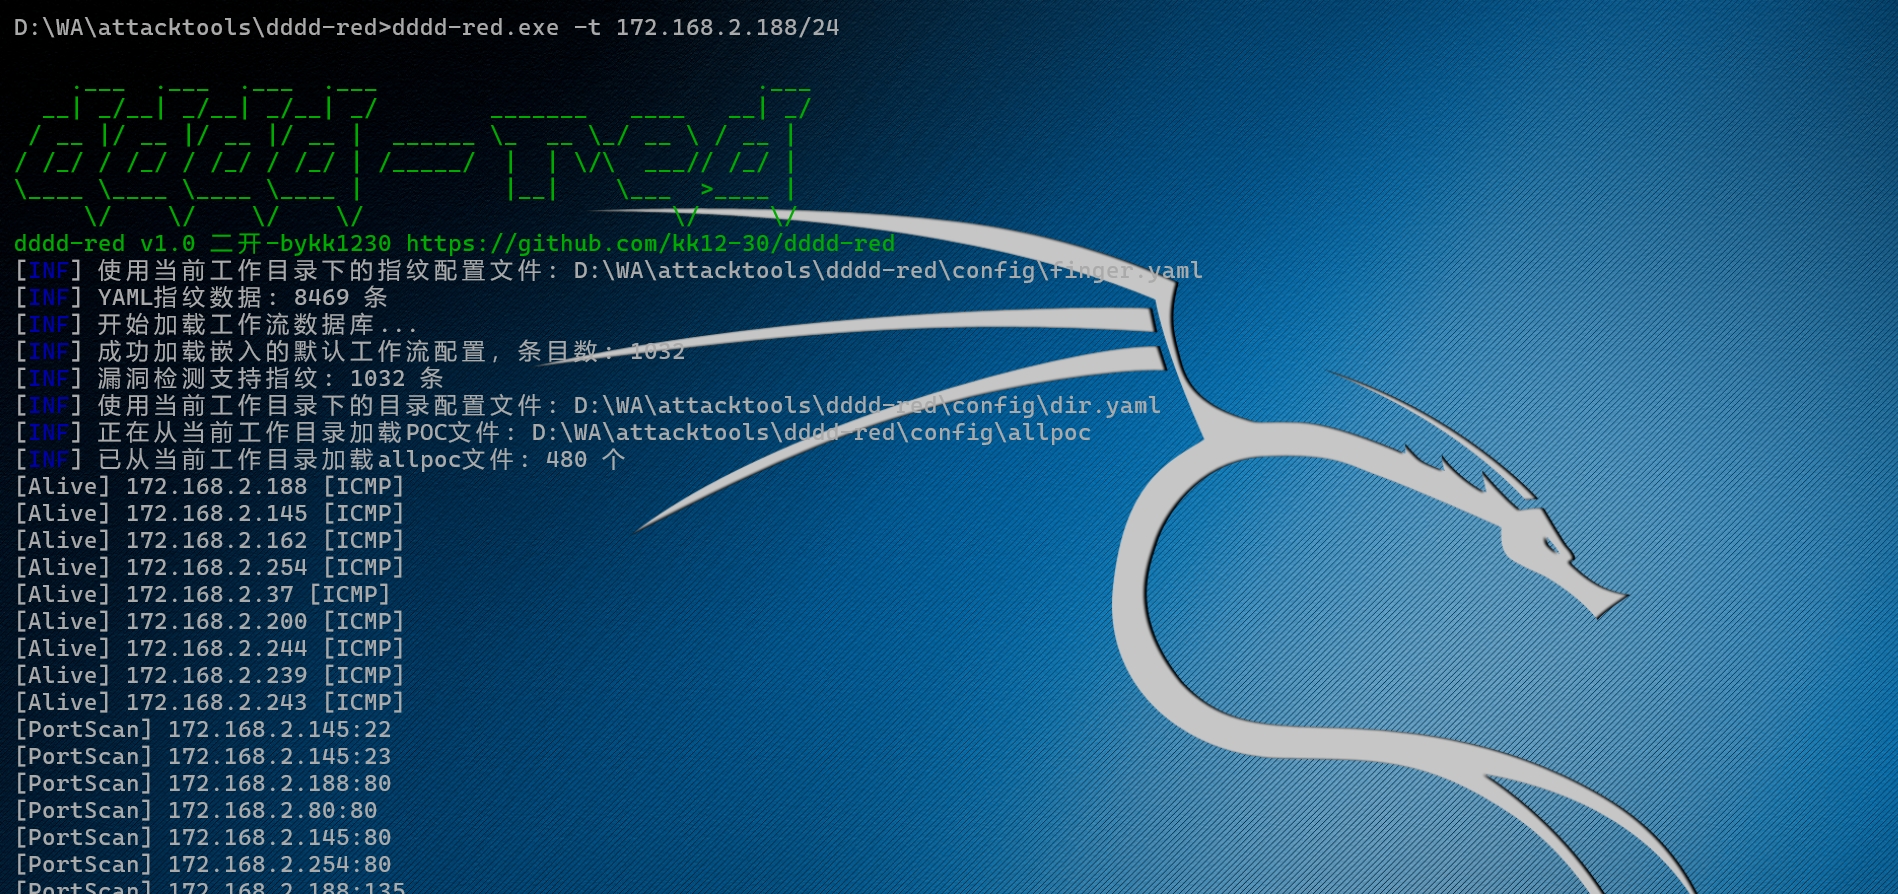 D:\WA\attacktools\dddd-red>dddd-red.exe -t 172.168.2.188/24
dddd-red
dddd-red v1.0 二开-bykk1230 https://github.com/kk12-30/dddd-red
[INF] 使用当前工作目录下的指纹配置文件: D:\WA\attacktools\dddd-red\config\finger.yaml
[INF] YAML指纹数据: 8469 条
[INF] 开始加载工作流数据库...
[INF] 成功加载嵌入的默认工作流配置, 条目数: 1032
[INF] 漏洞检测支持指纹: 1032 条
[INF] 使用当前工作目录下的目录配置文件: D:\WA\attacktools\dddd-red\config\dir.yaml
[INF] 正在从当前工作目录加载POC文件: D:\WA\attacktools\dddd-red\config\allpoc
[INF] 已从当前工作目录加载allpoc文件: 480 个
[Alive] 172.168.2.188 [ICMP]
[Alive] 172.168.2.145 [ICMP]
[Alive] 172.168.2.162 [ICMP]
[Alive] 172.168.2.254 [ICMP]
[Alive] 172.168.2.37 [ICMP]
[Alive] 172.168.2.200 [ICMP]
[Alive] 172.168.2.244 [ICMP]
[Alive] 172.168.2.239 [ICMP]
[Alive] 172.168.2.243 [ICMP]
[PortScan] 172.168.2.145:22
[PortScan] 172.168.2.145:23
[PortScan] 172.168.2.188:80
[PortScan] 172.168.2.80:80
[PortScan] 172.168.2.145:80
[PortScan] 172.168.2.254:80
[PortScan] 172.168.2.188:135